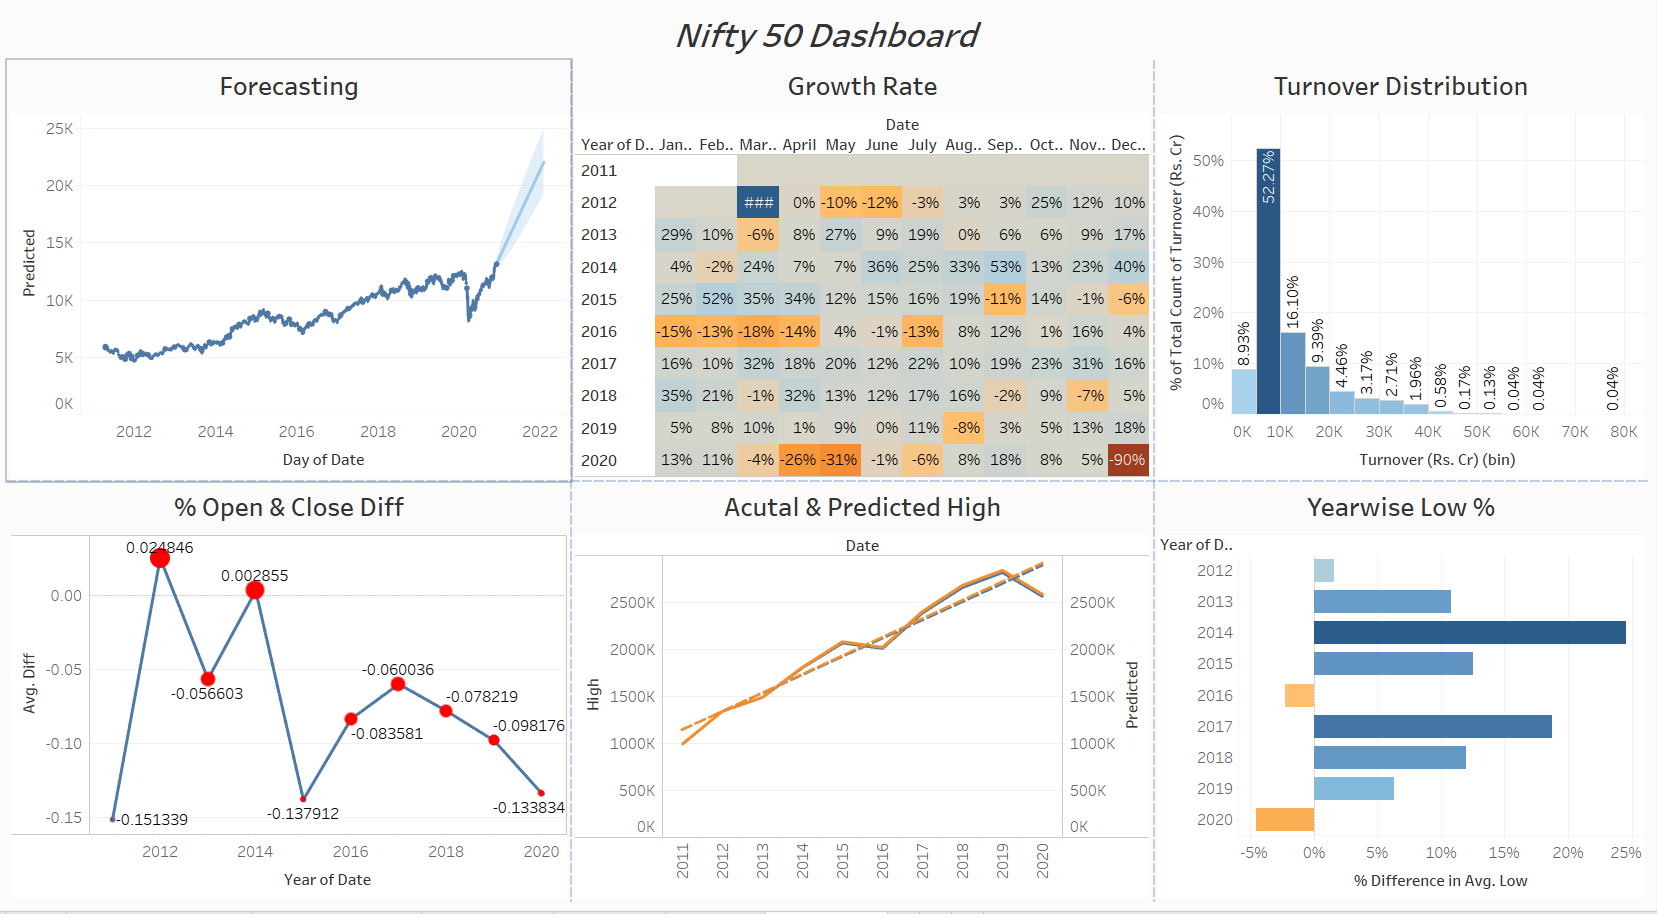 Nifty 50 Dashboard
Forecasting
Predicted
25K
20K
15K
10K
5K
0K
2012 2014 2016 2018 2020 2022
Day of Date
Growth Rate
Date
Year of D.. Jan.. Feb.. Mar.. April May June July Aug.. Sep.. Oct.. Nov.. Dec..
2011
2012 ### 0% -10% -12% -3% 3% 3% 25% 12% 10%
2013 29% 10% -6% 8% 27% 9% 19% 0% 6% 6% 9% 17%
2014 4% -2% 24% 7% 7% 36% 25% 33% 53% 13% 23% 40%
2015 25% 52% 35% 34% 12% 15% 16% 19% -11% 14% -1% -6%
2016 -15% -13% -18% -14% 4% -1% -13% 8% 12% 1% 16% 4%
2017 16% 10% 32% 18% 20% 12% 22% 10% 19% 23% 31% 16%
2018 35% 21% -1% 32% 13% 12% 17% 16% -2% 9% -7% 5%
2019 5% 8% 10% 1% 9% 0% 11% -8% 3% 5% 13% 18%
2020 13% 11% -4% -26% -31% -1% -6% 8% 18% 8% 5% -90%
Turnover Distribution
% of Total Count of Turnover (Rs. Cr)
50%
40%
30%
20%
10%
0%
8.93% 52.27% 16.10% 9.39% 4.46% 3.17% 2.71% 1.96% 0.58% 0.17% 0.13% 0.04% 0.04% 0.04%
0K 10K 20K 30K 40K 50K 60K 70K 80K
Turnover (Rs. Cr) (bin)
% Open & Close Diff
Avg. Diff
0.00
-0.05
-0.10
-0.15
-0.151339
0.024846
-0.056603
0.002855
-0.137912
-0.083581
-0.060036
-0.078219
-0.098176
-0.133834
2012 2014 2016 2018 2020
Year of Date
Acutal & Predicted High
Date
High
2500K
2000K
1500K
1000K
500K
0K
2500K
2000K
1500K
1000K
500K
0K
Predicted
2011 2012 2013 2014 2015 2016 2017 2018 2019 2020
Yearwise Low %
Year of D..
2012
2013
2014
2015
2016
2017
2018
2019
2020
-5% 0% 5% 10% 15% 20% 25%
% Difference in Avg. Low